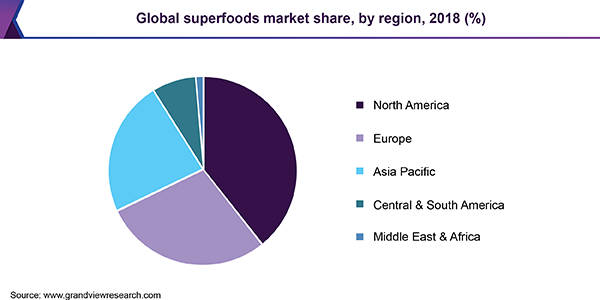 Global superfoods market share, by region, 2018 (%)
North America
Europe
Asia Pacific
Central & South America
Middle East & Africa
Source: www.grandviewresearch.com